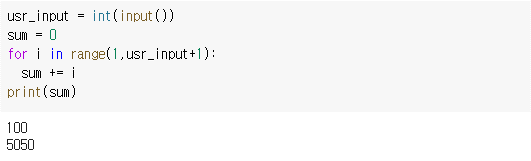 usr_input = int(input())
sum = 0
for i in range(1,usr_input+1):
  sum += i
print(sum)
100
5050